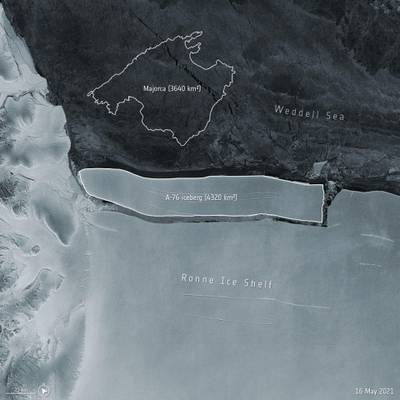 Majorca (3640 km²)
Weddell Sea
A-76 iceberg (4320 km²)
Ronne Ice Shelf
16 May 2021